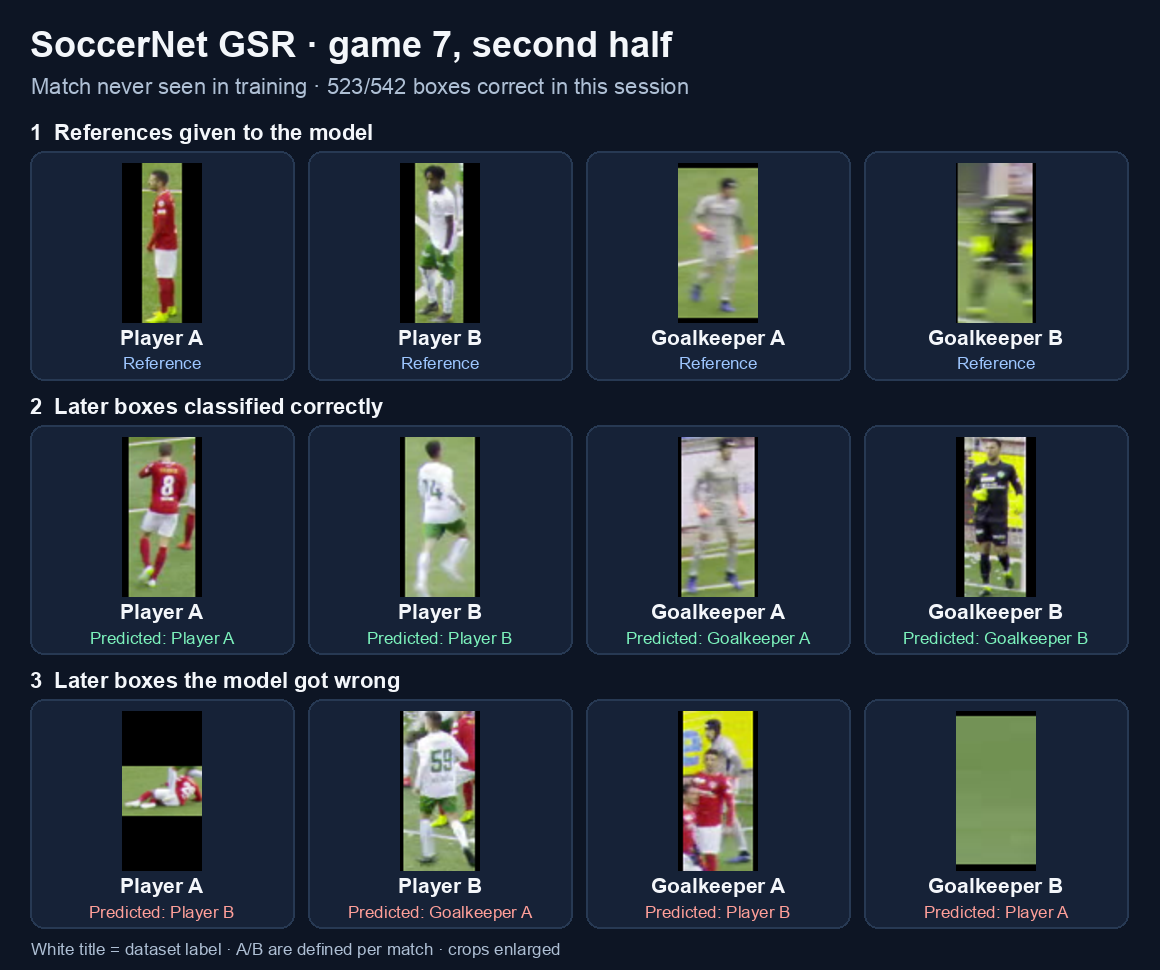 SoccerNet GSR · game 7, second half
Match never seen in training · 523/542 boxes correct in this session
1 References given to the model
Player A
Reference
Player B
Reference
Goalkeeper A
Reference
Goalkeeper B
Reference
2 Later boxes classified correctly
8
14
Player A
Predicted: Player A
Player B
Predicted: Player B
Goalkeeper A
Predicted: Goalkeeper A
Goalkeeper B
Predicted: Goalkeeper B
3 Later boxes the model got wrong
59
Player A
Predicted: Player B
Player B
Predicted: Goalkeeper A
Goalkeeper A
Predicted: Player B
Goalkeeper B
Predicted: Player A
White title = dataset label · A/B are defined per match · crops enlarged